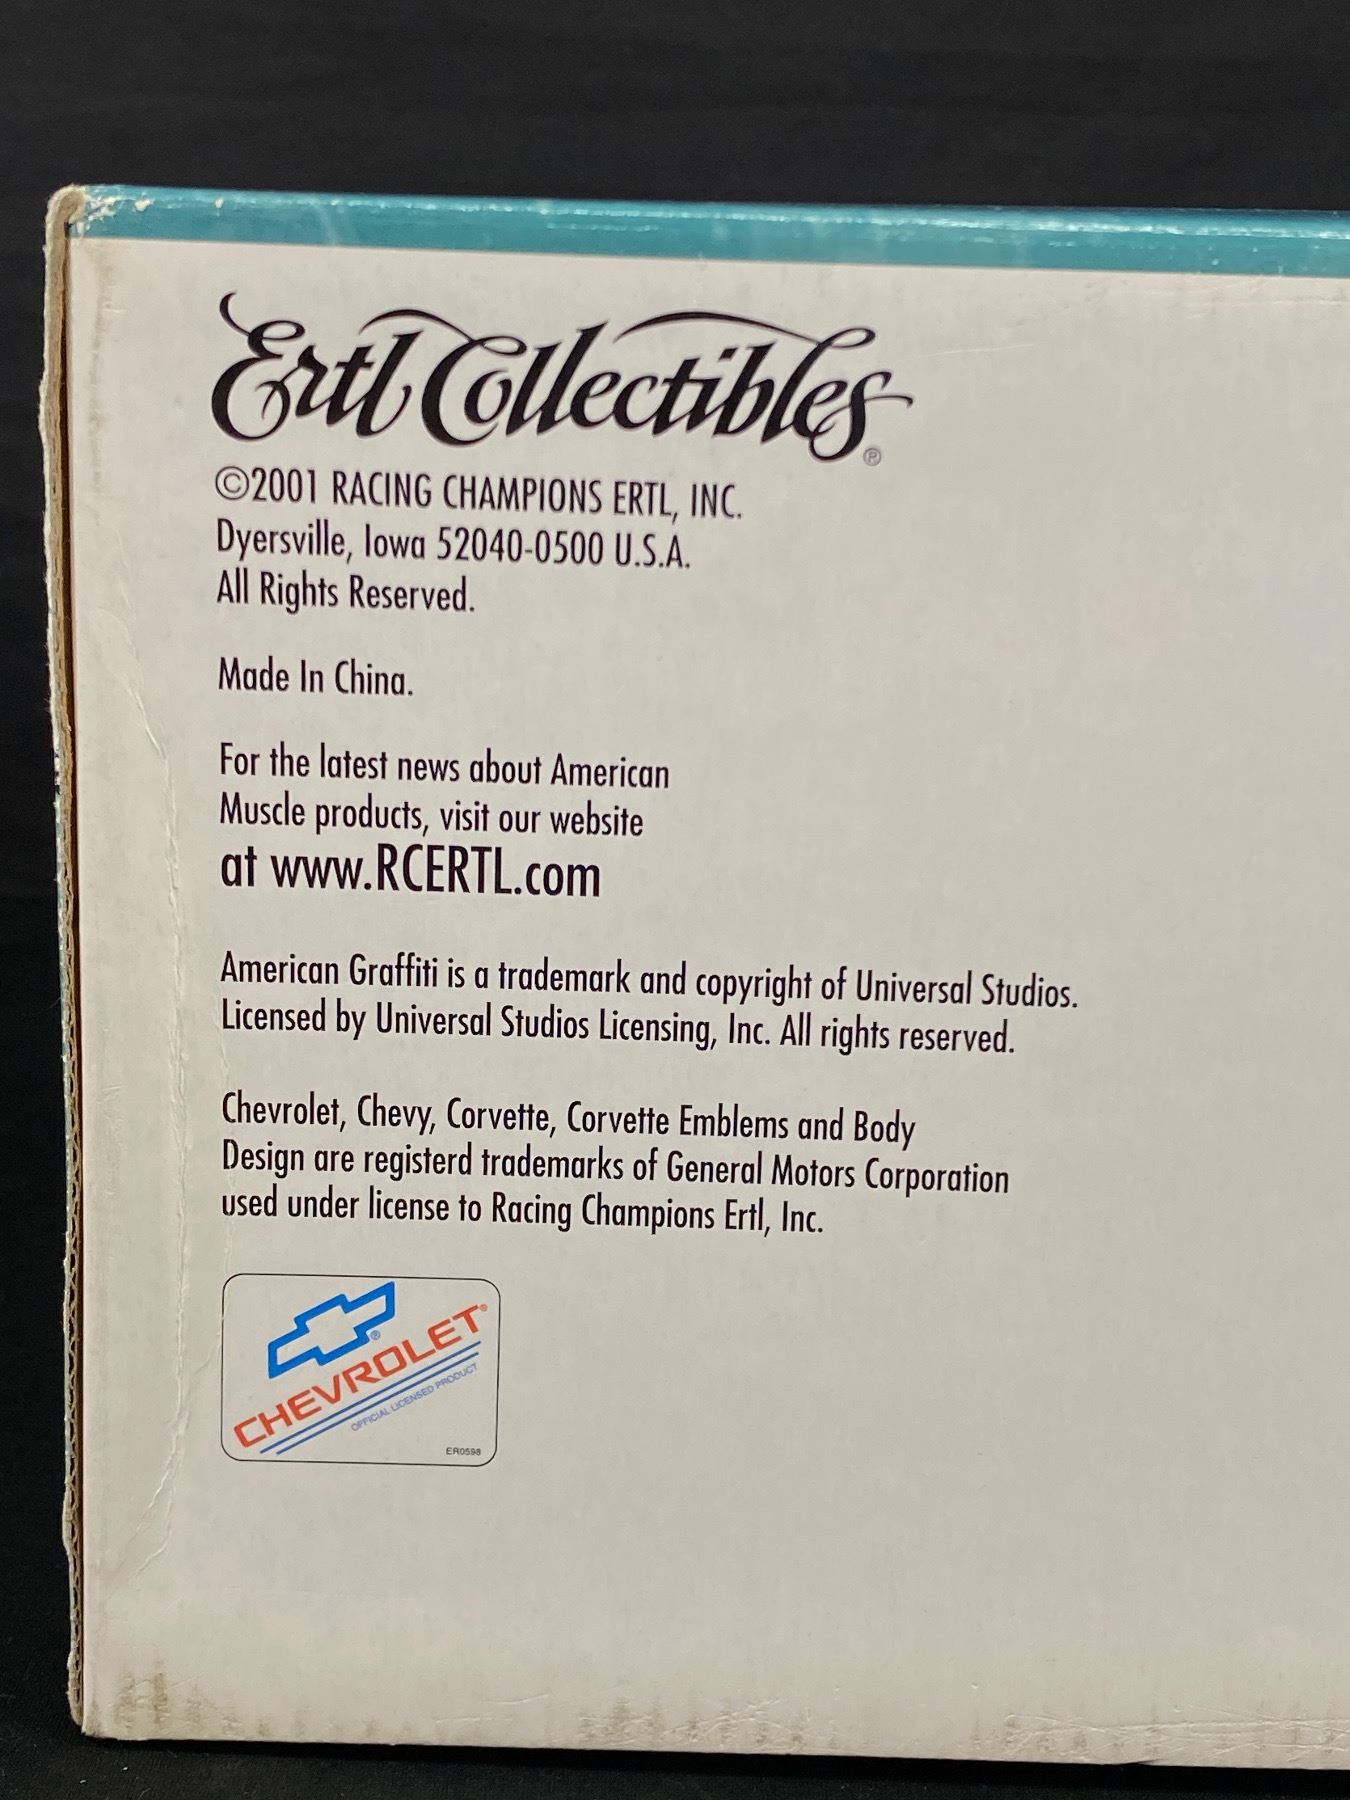 Ertl Collectibles®
©2001 RACING CHAMPIONS ERTL, INC.
Dyersville, Iowa 52040-0500 U.S.A.
All Rights Reserved.
Made In China.
For the latest news about American
Muscle products, visit our website
at www.RCERTL.com
American Graffiti is a trademark and copyright of Universal Studios.
Licensed by Universal Studios Licensing, Inc. All rights reserved.
Chevrolet, Chevy, Corvette, Corvette Emblems and Body
Design are registerd trademarks of General Motors Corporation
used under license to Racing Champions Ertl, Inc.
®
CHEVROLET®
OFFICIAL LICENSED PRODUCT
ER0598